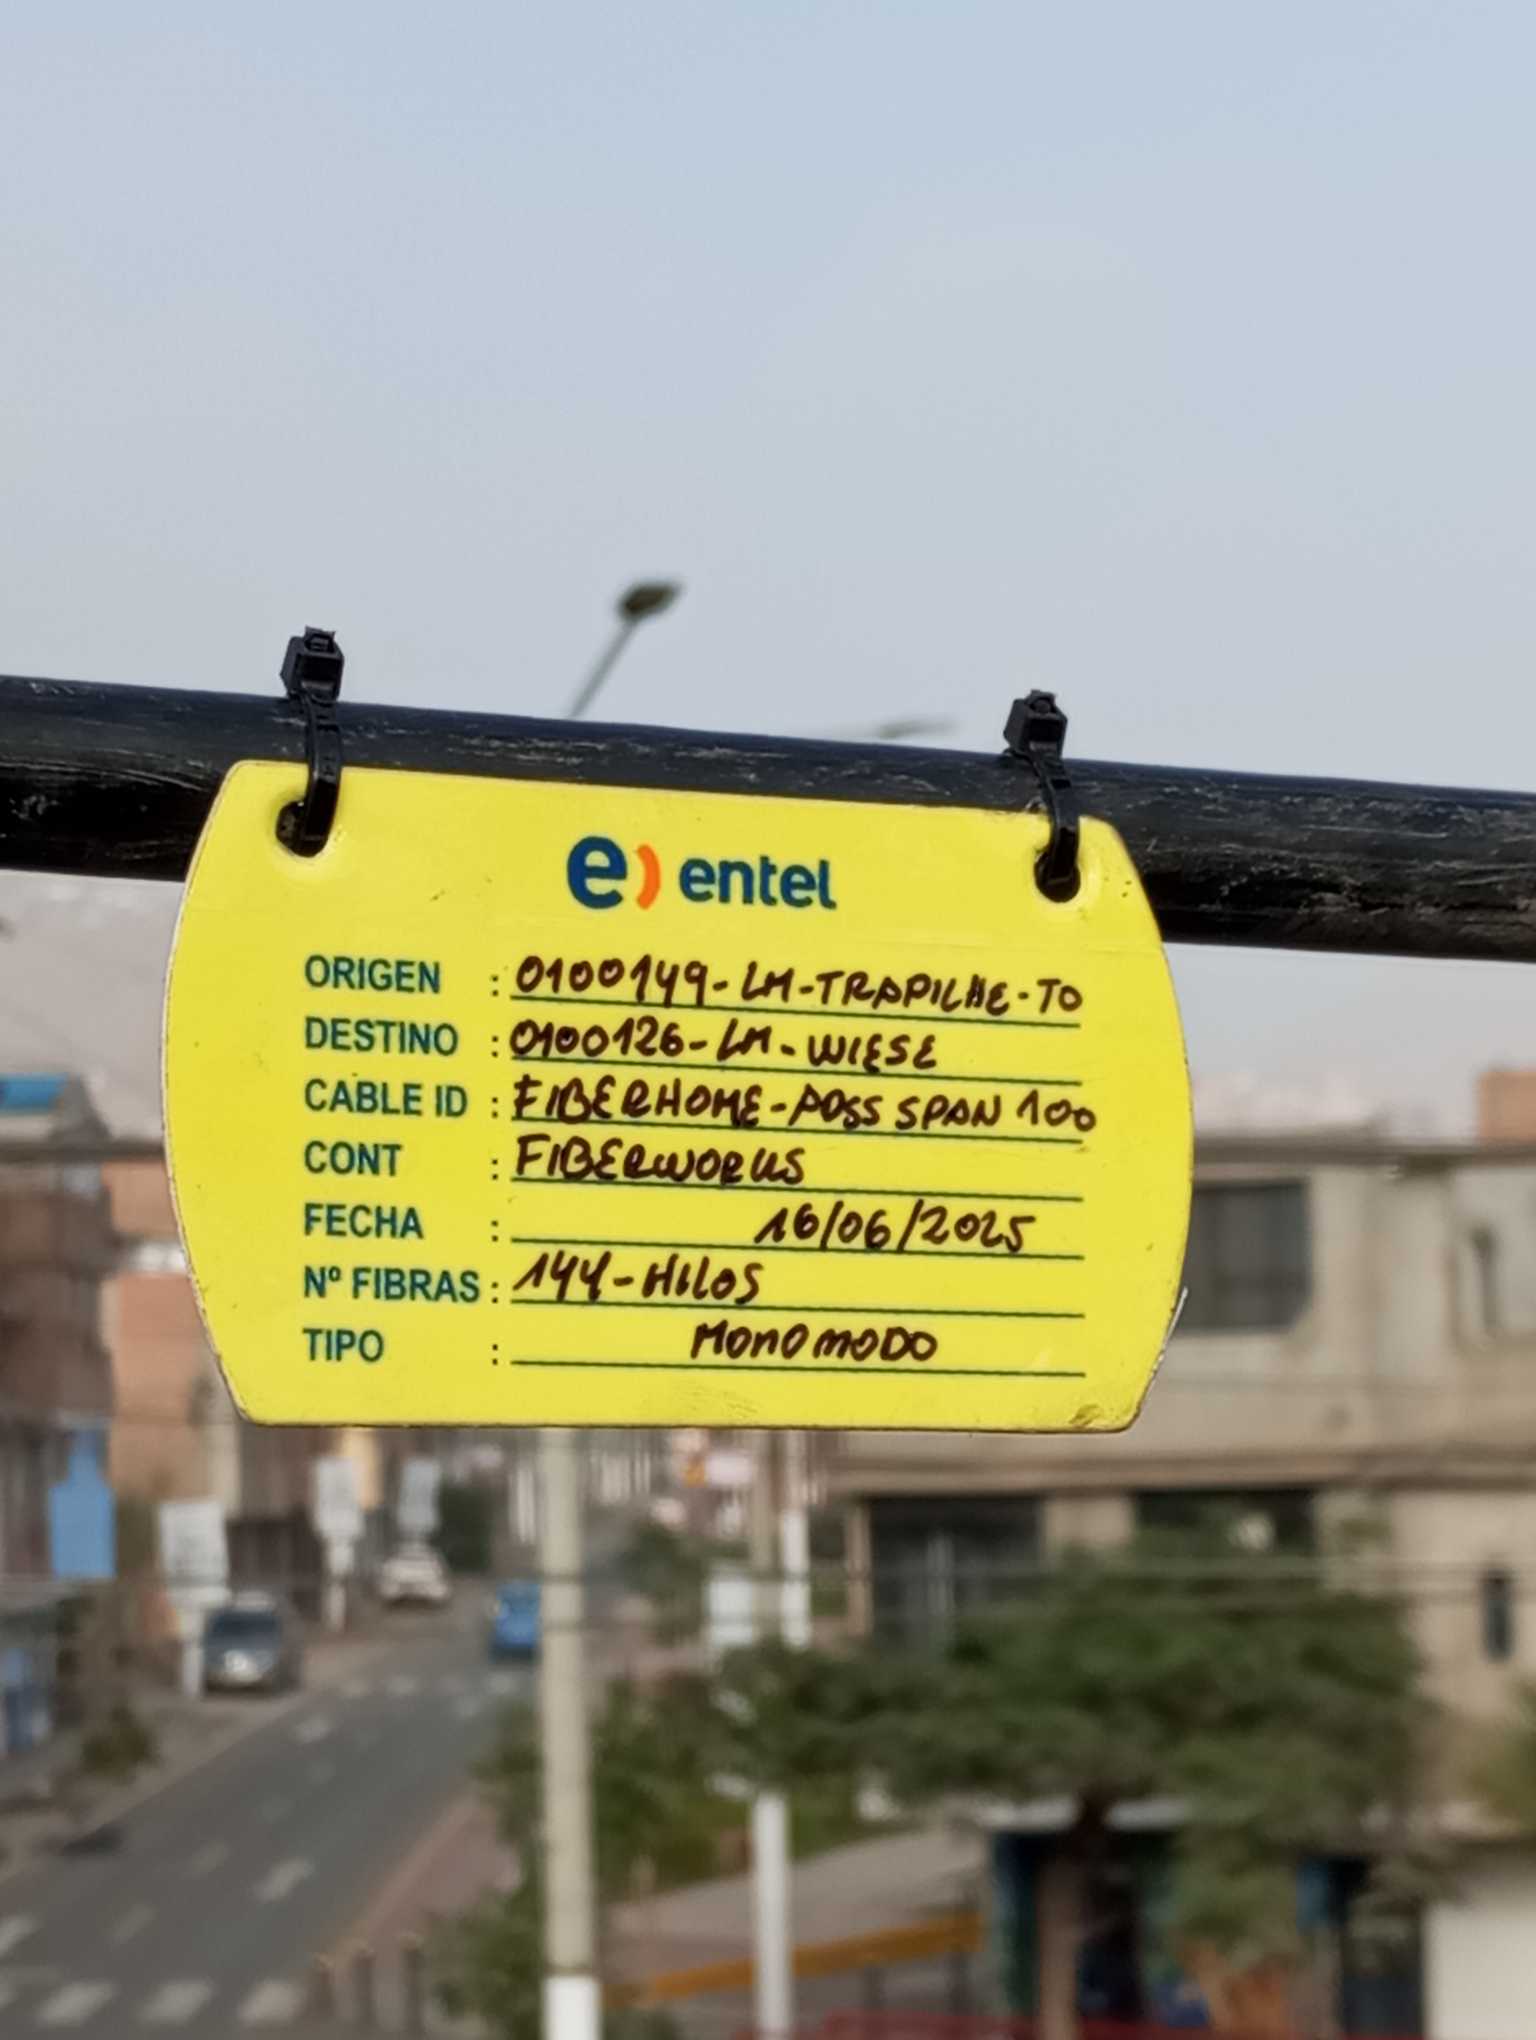 e) entel
ORIGEN : 0100149-LM-TRAPICHE-TO
DESTINO : 0100126-LM-WIESE
CABLE ID : FIBERHOME-ADSS SPAN 100
CONT : FIBERWORKS
FECHA : 16/06/2025
Nº FIBRAS : 144-HILOS
TIPO : MONOMODO